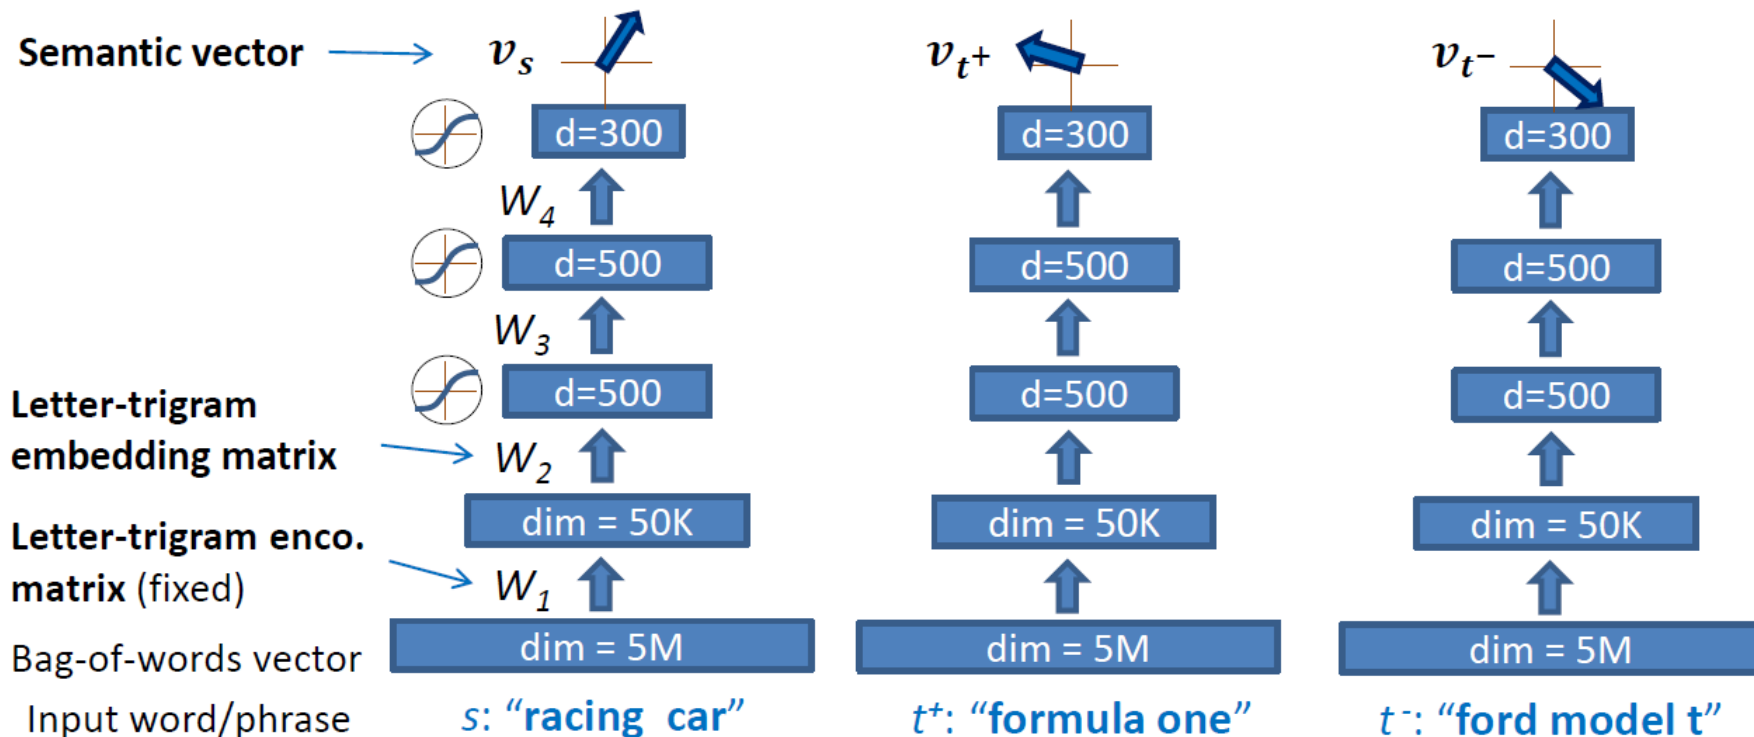 Semantic vector v_s v_t+ v_t-
d=300 d=300 d=300
W_4
d=500 d=500 d=500
W_3
d=500 d=500 d=500
Letter-trigram
embedding matrix
W_2
dim = 50K dim = 50K dim = 50K
Letter-trigram enco.
matrix (fixed)
W_1
dim = 5M dim = 5M dim = 5M
Bag-of-words vector
Input word/phrase s: “racing car” t+: “formula one” t-: “ford model t”